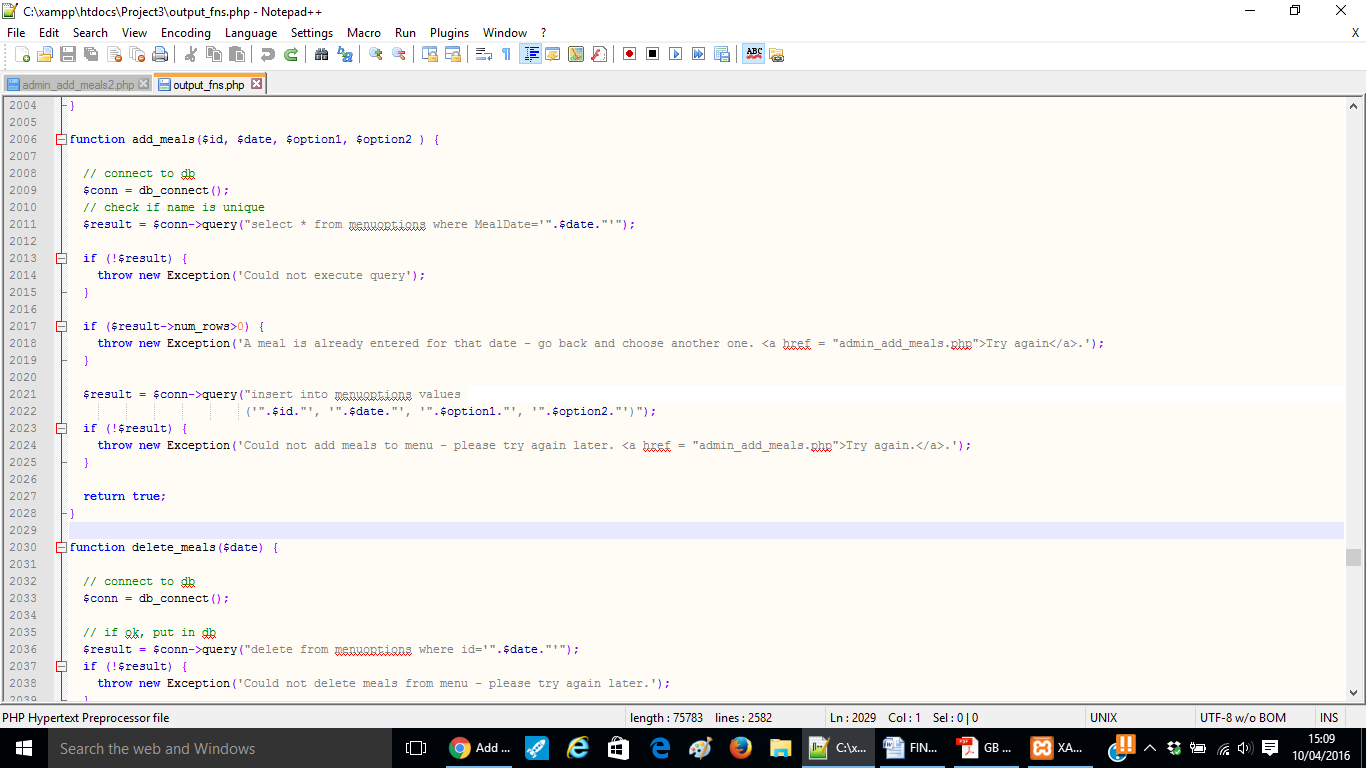 C:\xampp\htdocs\Project3\output_fns.php - Notepad++
File Edit Search View Encoding Language Settings Macro Run Plugins Window ? X
admin_add_meals2.php output_fns.php
2004 }
2005
2006 function add_meals($id, $date, $option1, $option2 ) {
2007
2008 // connect to db
2009 $conn = db_connect();
2010 // check if name is unique
2011 $result = $conn->query("select * from menuoptions where MealDate='".$date."'");
2012
2013 if (!$result) {
2014 throw new Exception('Could not execute query');
2015 }
2016
2017 if ($result->num_rows>0) {
2018 throw new Exception('A meal is already entered for that date - go back and choose another one. <a href = "admin_add_meals.php">Try again</a>.');
2019 }
2020
2021 $result = $conn->query("insert into menuoptions values
2022 ('".$id."', '".$date."', '".$option1."', '".$option2."')");
2023 if (!$result) {
2024 throw new Exception('Could not add meals to menu - please try again later. <a href = "admin_add_meals.php">Try again.</a>.');
2025 }
2026
2027 return true;
2028 }
2029
2030 function delete_meals($date) {
2031
2032 // connect to db
2033 $conn = db_connect();
2034
2035 // if ok, put in db
2036 $result = $conn->query("delete from menuoptions where id='".$date."'");
2037 if (!$result) {
2038 throw new Exception('Could not delete meals from menu - please try again later.');
2039 }
PHP Hypertext Preprocessor file length : 75783 lines : 2582 Ln : 2029 Col : 1 Sel : 0 | 0 UNIX UTF-8 w/o BOM INS
Search the web and Windows Add ... C:\x... FIN... GB ... XA... 15:09
10/04/2016